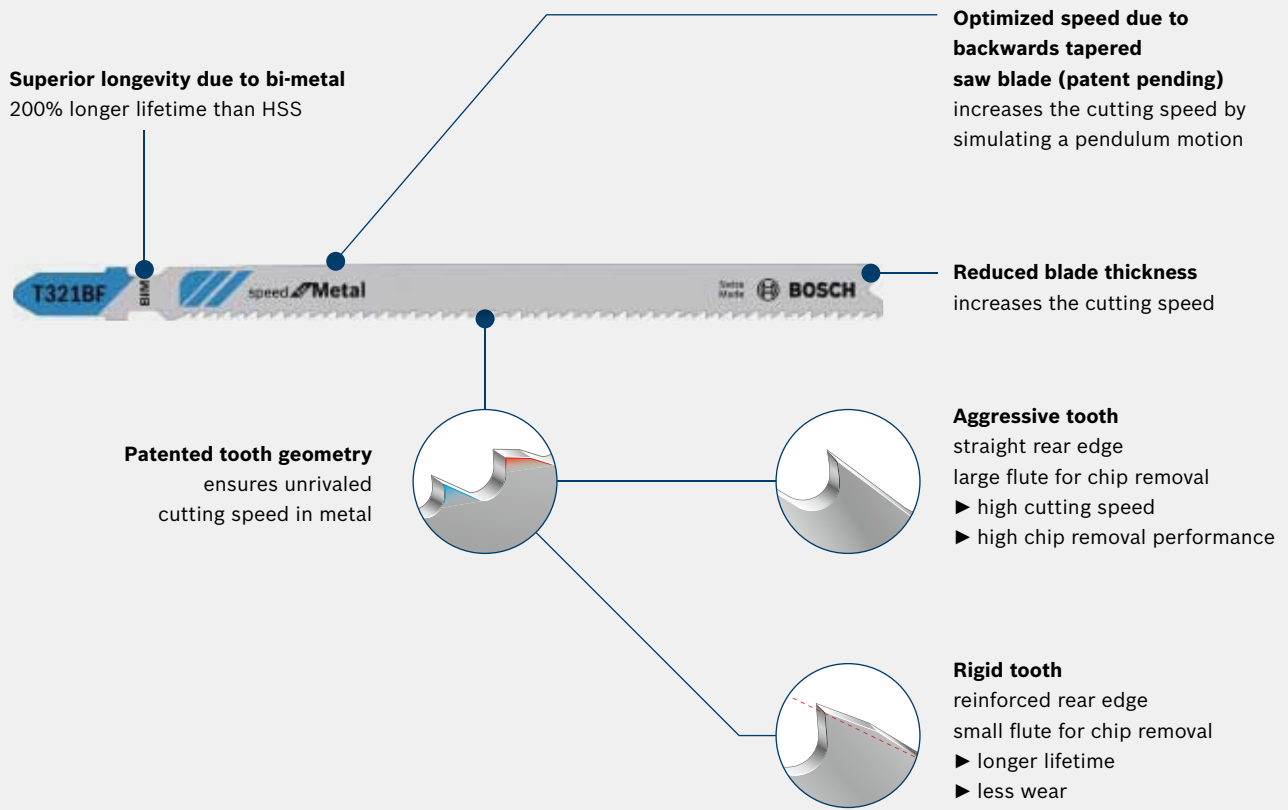 Optimized speed due to
backwards tapered
saw blade (patent pending)
increases the cutting speed by
simulating a pendulum motion
Superior longevity due to bi-metal
200% longer lifetime than HSS
T321BF
BIM
speed for Metal
Swiss
Made
BOSCH
Reduced blade thickness
increases the cutting speed
Patented tooth geometry
ensures unrivaled
cutting speed in metal
Aggressive tooth
straight rear edge
large flute for chip removal
► high cutting speed
► high chip removal performance
Rigid tooth
reinforced rear edge
small flute for chip removal
► longer lifetime
► less wear